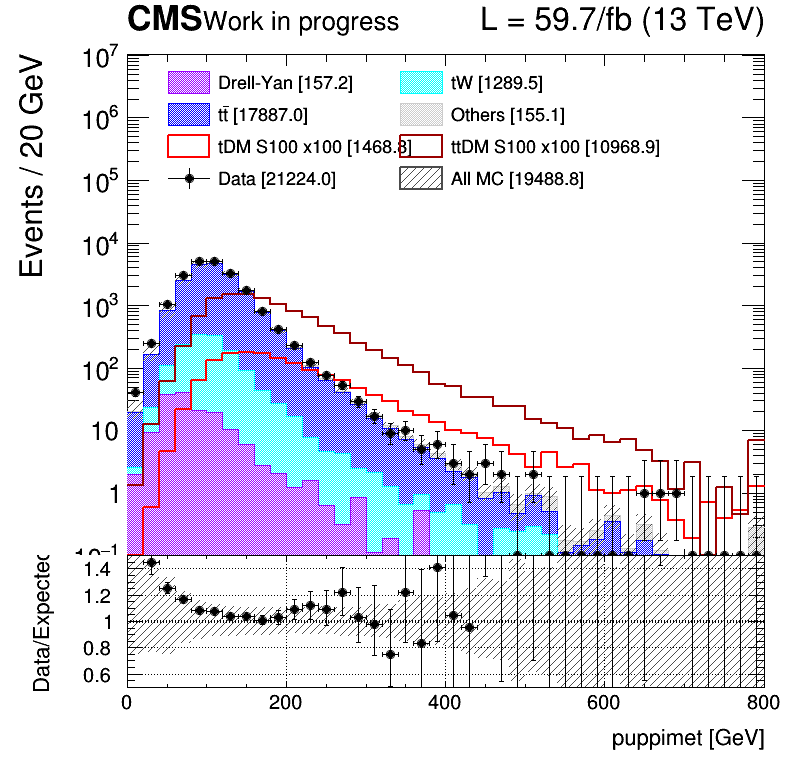 CMS Work in progress L = 59.7/fb (13 TeV)
Events / 20 GeV
10⁷
10⁶
10⁵
10⁴
10³
10²
10
1
10⁻¹
Drell-Yan [157.2] tW [1289.5]
tt̄ [17887.0] Others [155.1]
tDM S100 x100 [1468.8] ttDM S100 x100 [10968.9]
Data [21224.0] All MC [19488.8]
Data/Expected
1.4
1.2
1
0.8
0.6
0 200 400 600 800
puppimet [GeV]